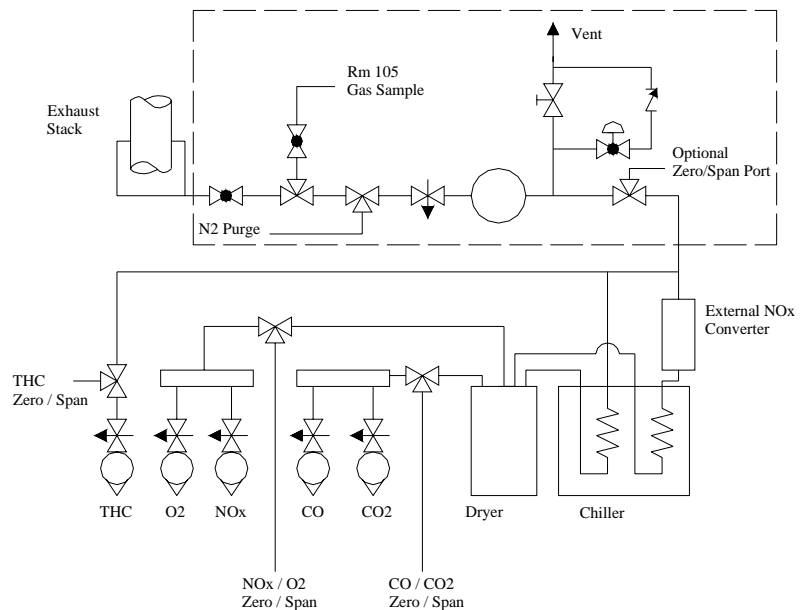 Vent
Rm 105
Gas Sample
Exhaust
Stack
Optional
Zero/Span Port
N2 Purge
External NOx
Converter
THC
Zero / Span
THC
O2
NOx
CO
CO2
Dryer
Chiller
NOx / O2
Zero / Span
CO / CO2
Zero / Span